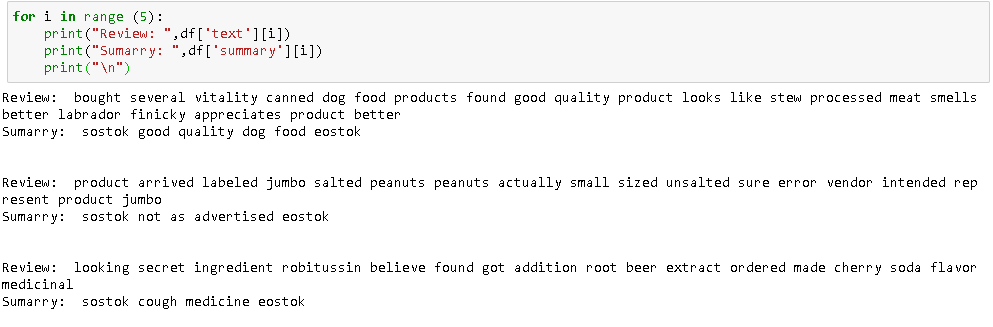 for i in range (5):
    print("Review: ",df['text'][i])
    print("Sumarry: ",df['summary'][i])
    print("\n")
Review:  bought several vitality canned dog food products found good quality product looks like stew processed meat smells
better labrador finicky appreciates product better
Sumarry:  sostok good quality dog food eostok
Review:  product arrived labeled jumbo salted peanuts peanuts actually small sized unsalted sure error vendor intended rep
resent product jumbo
Sumarry:  sostok not as advertised eostok
Review:  looking secret ingredient robitussin believe found got addition root beer extract ordered made cherry soda flavor
medicinal
Sumarry:  sostok cough medicine eostok